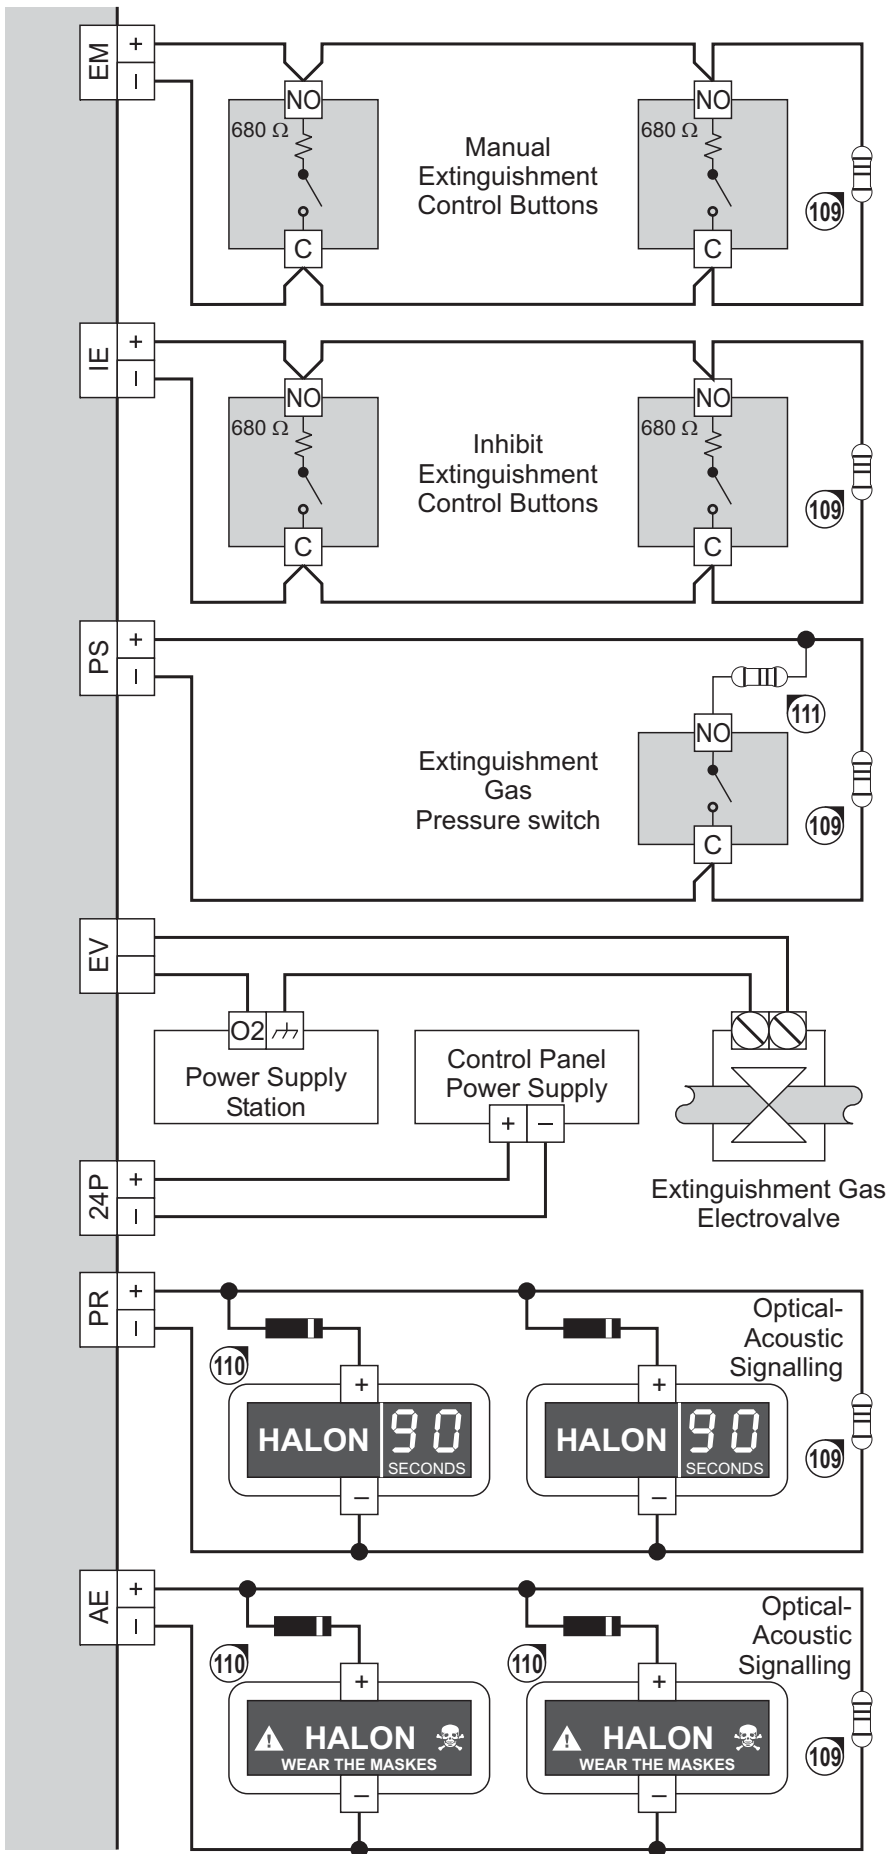 EM
+
–
NO
680 Ω
C
Manual
Extinguishment
Control Buttons
NO
680 Ω
C
109
IE
+
–
NO
680 Ω
C
Inhibit
Extinguishment
Control Buttons
NO
680 Ω
C
109
PS
+
–
111
NO
Extinguishment
Gas
Pressure switch
C
109
EV
O2
Power Supply
Station
Control Panel
Power Supply
+ –
Extinguishment Gas
Electrovalve
24P
+
–
PR
+
–
Optical-
Acoustic
Signalling
110
+
HALON 90
SECONDS
–
+
HALON 90
SECONDS
–
109
AE
+
–
Optical-
Acoustic
Signalling
110
+
! HALON
WEAR THE MASKES
–
110
+
! HALON
WEAR THE MASKES
–
109